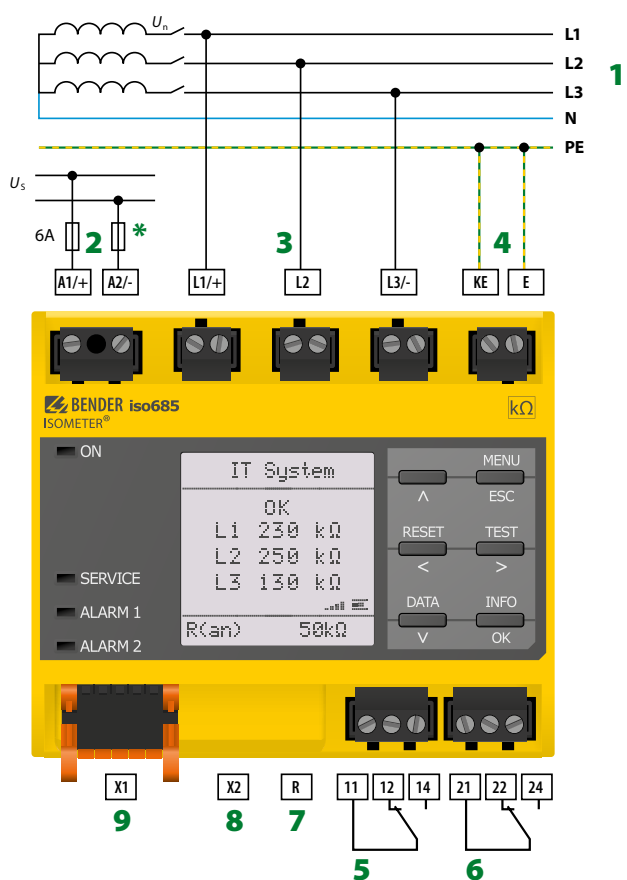 Un
L1
L2
1
L3
N
PE
Us
6A 2 * 3 4
A1/+ A2/- L1/+ L2 L3/- KE E
BENDER iso685
ISOMETER®
kΩ
ON
IT System
OK
L1 230 kΩ
L2 250 kΩ
L3 130 kΩ
R(an) 50kΩ
MENU
^ ESC
RESET TEST
< >
DATA INFO
v OK
SERVICE
ALARM 1
ALARM 2
X1 X2 R 11 12 14 21 22 24
9 8 7
5 6